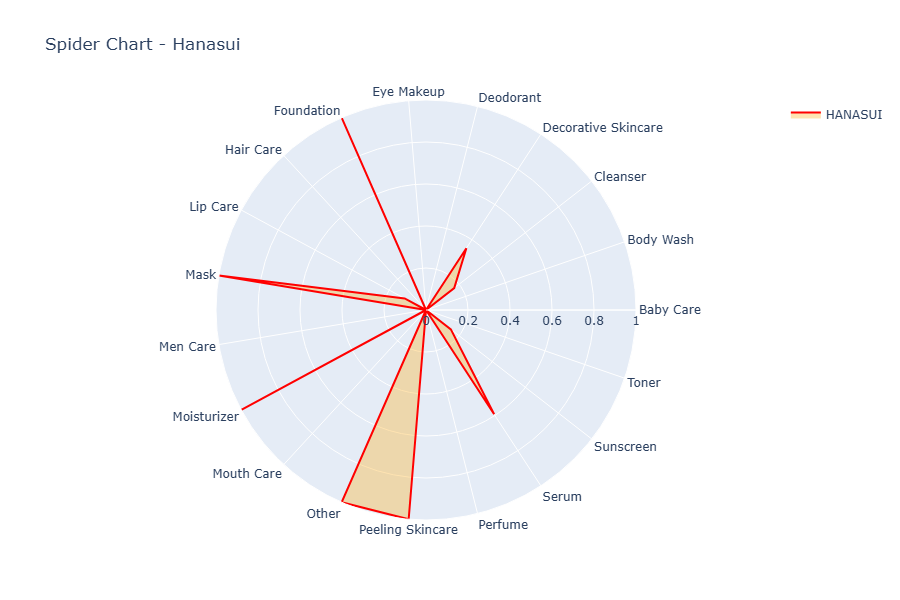 Spider Chart - Hanasui
HANASUI
Eye Makeup
Deodorant
Foundation
Decorative Skincare
Hair Care
Cleanser
Lip Care
Body Wash
Mask
Baby Care
0 0.2 0.4 0.6 0.8 1
Men Care
Toner
Moisturizer
Sunscreen
Mouth Care
Serum
Other
Perfume
Peeling Skincare